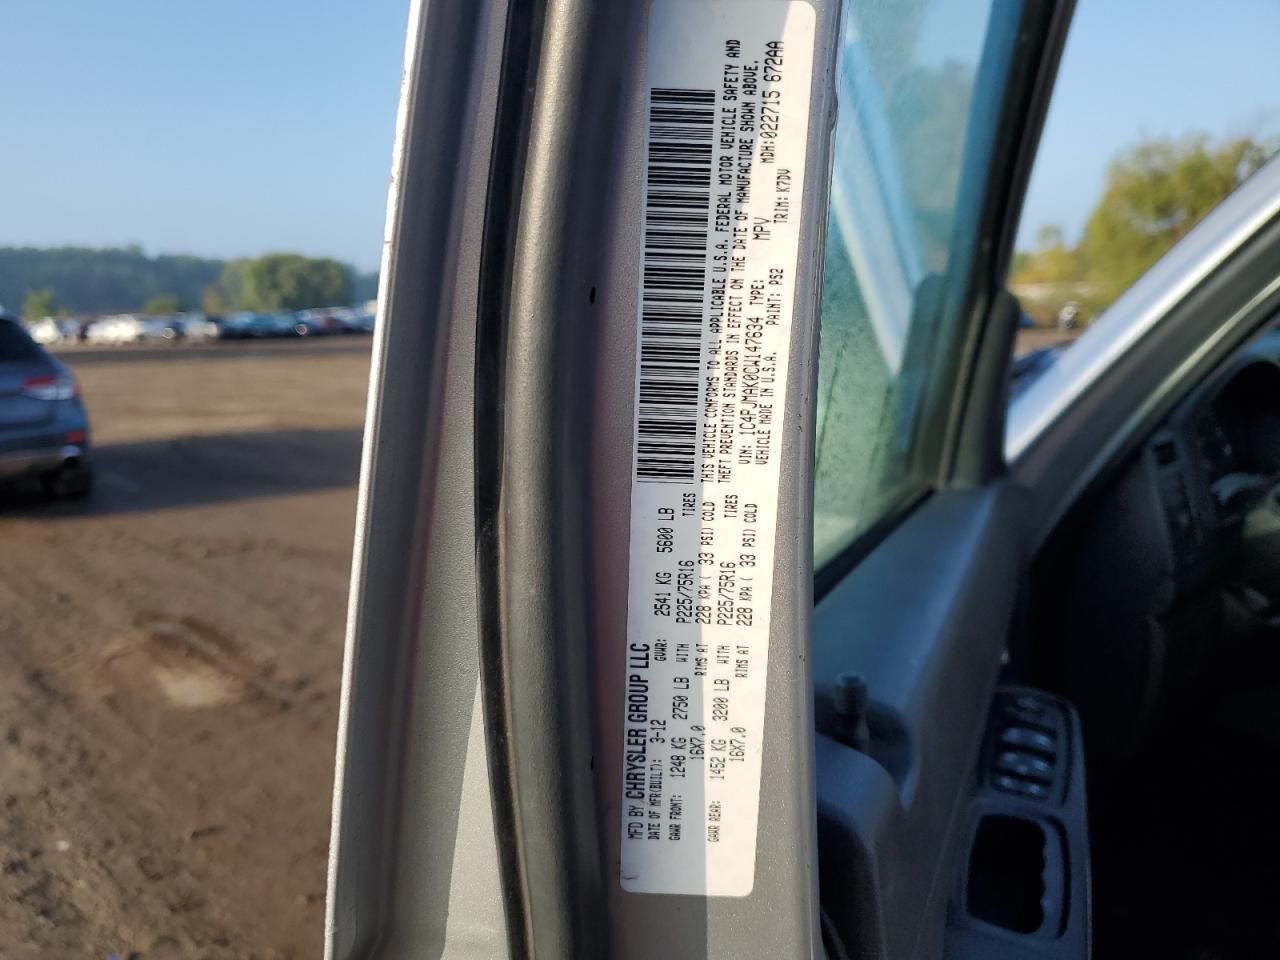 MFD BY CHRYSLER GROUP LLC
DATE OF MFR(BUILT): 3-12 GVWR: 2541 KG 5600 LB
GAWR FRONT: 1248 KG 2750 LB WITH P225/75R16 TIRES
16X7.0 RIMS AT 228 KPA ( 33 PSI) COLD
GAWR REAR: 1452 KG 3200 LB WITH P225/75R16 TIRES
16X7.0 RIMS AT 228 KPA ( 33 PSI) COLD
THIS VEHICLE CONFORMS TO ALL APPLICABLE U.S.A. FEDERAL MOTOR VEHICLE SAFETY AND
THEFT PREVENTION STANDARDS IN EFFECT ON THE DATE OF MANUFACTURE SHOWN ABOVE.
VIN: 1C4PJMAK0CW147634 TYPE: MPV MDH:022715 672AA
VEHICLE MADE IN U.S.A. PAINT: PS2 TRIM: K7DV